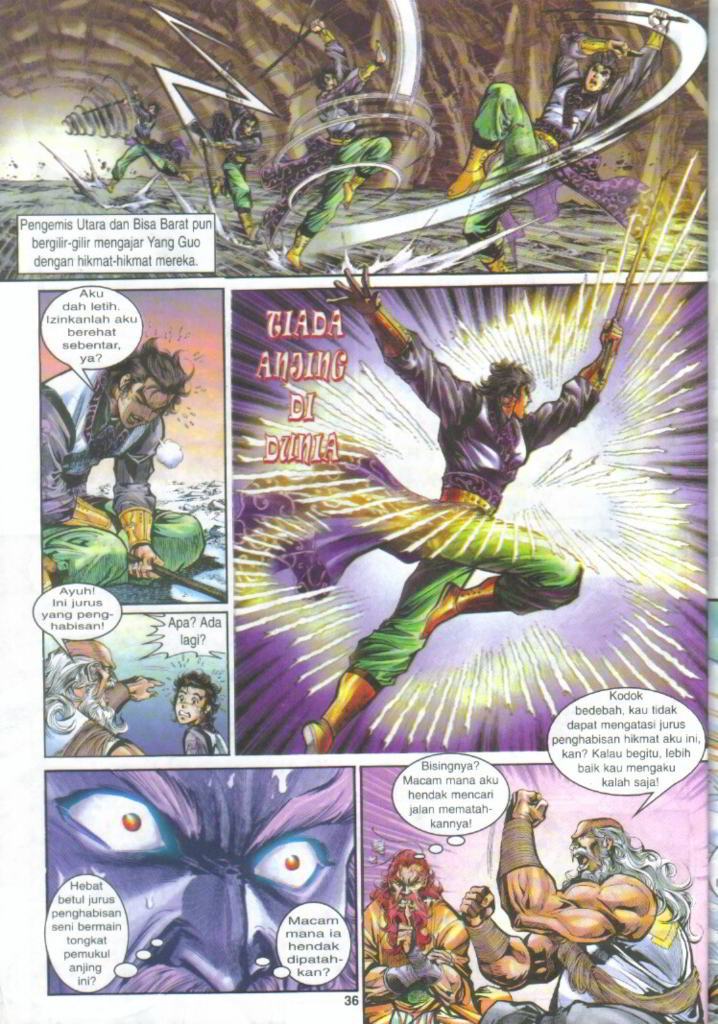 Pengemis Utara dan Bisa Barat pun
bergilir-gilir mengajar Yang Guo
dengan hikmat-hikmat mereka.
Aku
dah letih.
Izinkanlah aku
berehat
sebentar,
ya?
TIADA
ANJING
DI
DUNIA
Ayuh!
Ini jurus
yang peng-
habisan!
Apa? Ada
lagi?
Kodok
bedebah, kau tidak
dapat mengatasi jurus
penghabisan hikmat aku ini,
kan? Kalau begitu, lebih
baik kau mengaku
kalah saja!
Hebat
betul jurus
penghabisan
seni bermain
tongkat
pemukul
anjing
ini?
Macam
mana ia
hendak
dipatah-
kan?
Bisingnya?
Macam mana aku
hendak mencari
jalan mematah-
kannya!
36